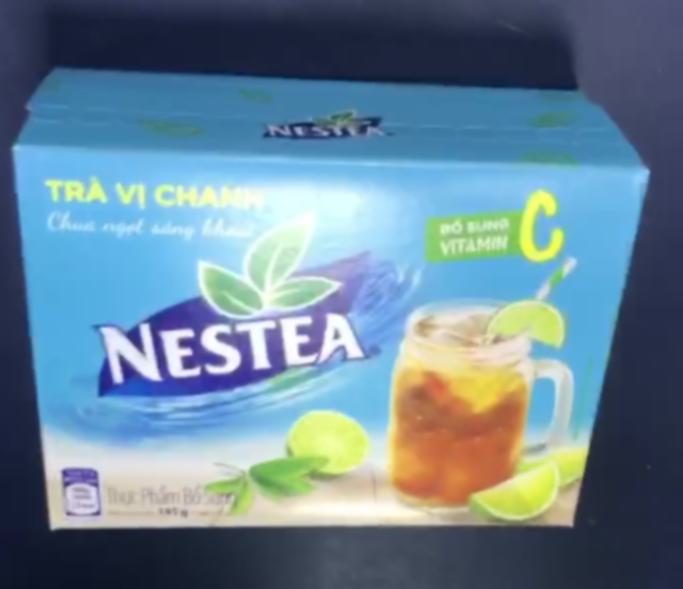 NESTEA
TRÀ VỊ CHANH
Chua ngọt sảng khoái
BỔ SUNG
VITAMIN C
NESTEA
Thực Phẩm Bổ Sung